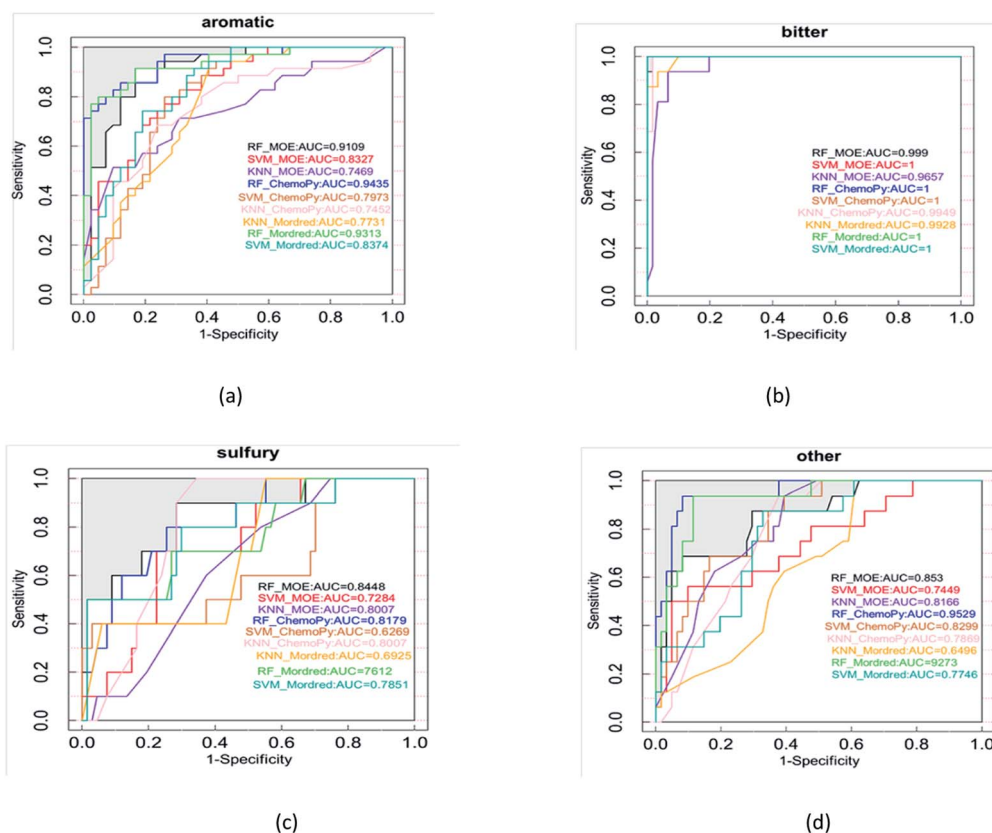 aromatic
1.0
0.8
0.6
0.4
0.2
0.0
Sensitivity
RF_MOE:AUC=0.9109
SVM_MOE:AUC=0.8327
KNN_MOE:AUC=0.7469
RF_ChemoPy:AUC=0.9435
SVM_ChemoPy:AUC=0.7973
KNN_ChemoPy:AUC=0.7452
KNN_Mordred:AUC=0.7731
RF_Mordred:AUC=0.9313
SVM_Mordred:AUC=0.8374
0.0 0.2 0.4 0.6 0.8 1.0
1-Specificity
(a)
bitter
1.0
0.8
0.6
0.4
0.2
0.0
Sensitivity
RF_MOE:AUC=0.999
SVM_MOE:AUC=1
KNN_MOE:AUC=0.9657
RF_ChemoPy:AUC=1
SVM_ChemoPy:AUC=1
KNN_ChemoPy:AUC=0.9949
KNN_Mordred:AUC=0.9928
RF_Mordred:AUC=1
SVM_Mordred:AUC=1
0.0 0.2 0.4 0.6 0.8 1.0
1-Specificity
(b)
sulfury
1.0
0.8
0.6
0.4
0.2
0.0
Sensitivity
RF_MOE:AUC=0.8448
SVM_MOE:AUC=0.7284
KNN_MOE:AUC=0.8007
RF_ChemoPy:AUC=0.8179
SVM_ChemoPy:AUC=0.6269
KNN_ChemoPy:AUC=0.8007
KNN_Mordred:AUC=0.6925
RF_Mordred:AUC=7612
SVM_Mordred:AUC=0.7851
0.0 0.2 0.4 0.6 0.8 1.0
1-Specificity
(c)
other
1.0
0.8
0.6
0.4
0.2
0.0
Sensitivity
RF_MOE:AUC=0.853
SVM_MOE:AUC=0.7449
KNN_MOE:AUC=0.8166
RF_ChemoPy:AUC=0.9529
SVM_ChemoPy:AUC=0.8299
KNN_ChemoPy:AUC=0.7869
KNN_Mordred:AUC=0.6496
RF_Mordred:AUC=9273
SVM_Mordred:AUC=0.7746
0.0 0.2 0.4 0.6 0.8 1.0
1-Specificity
(d)